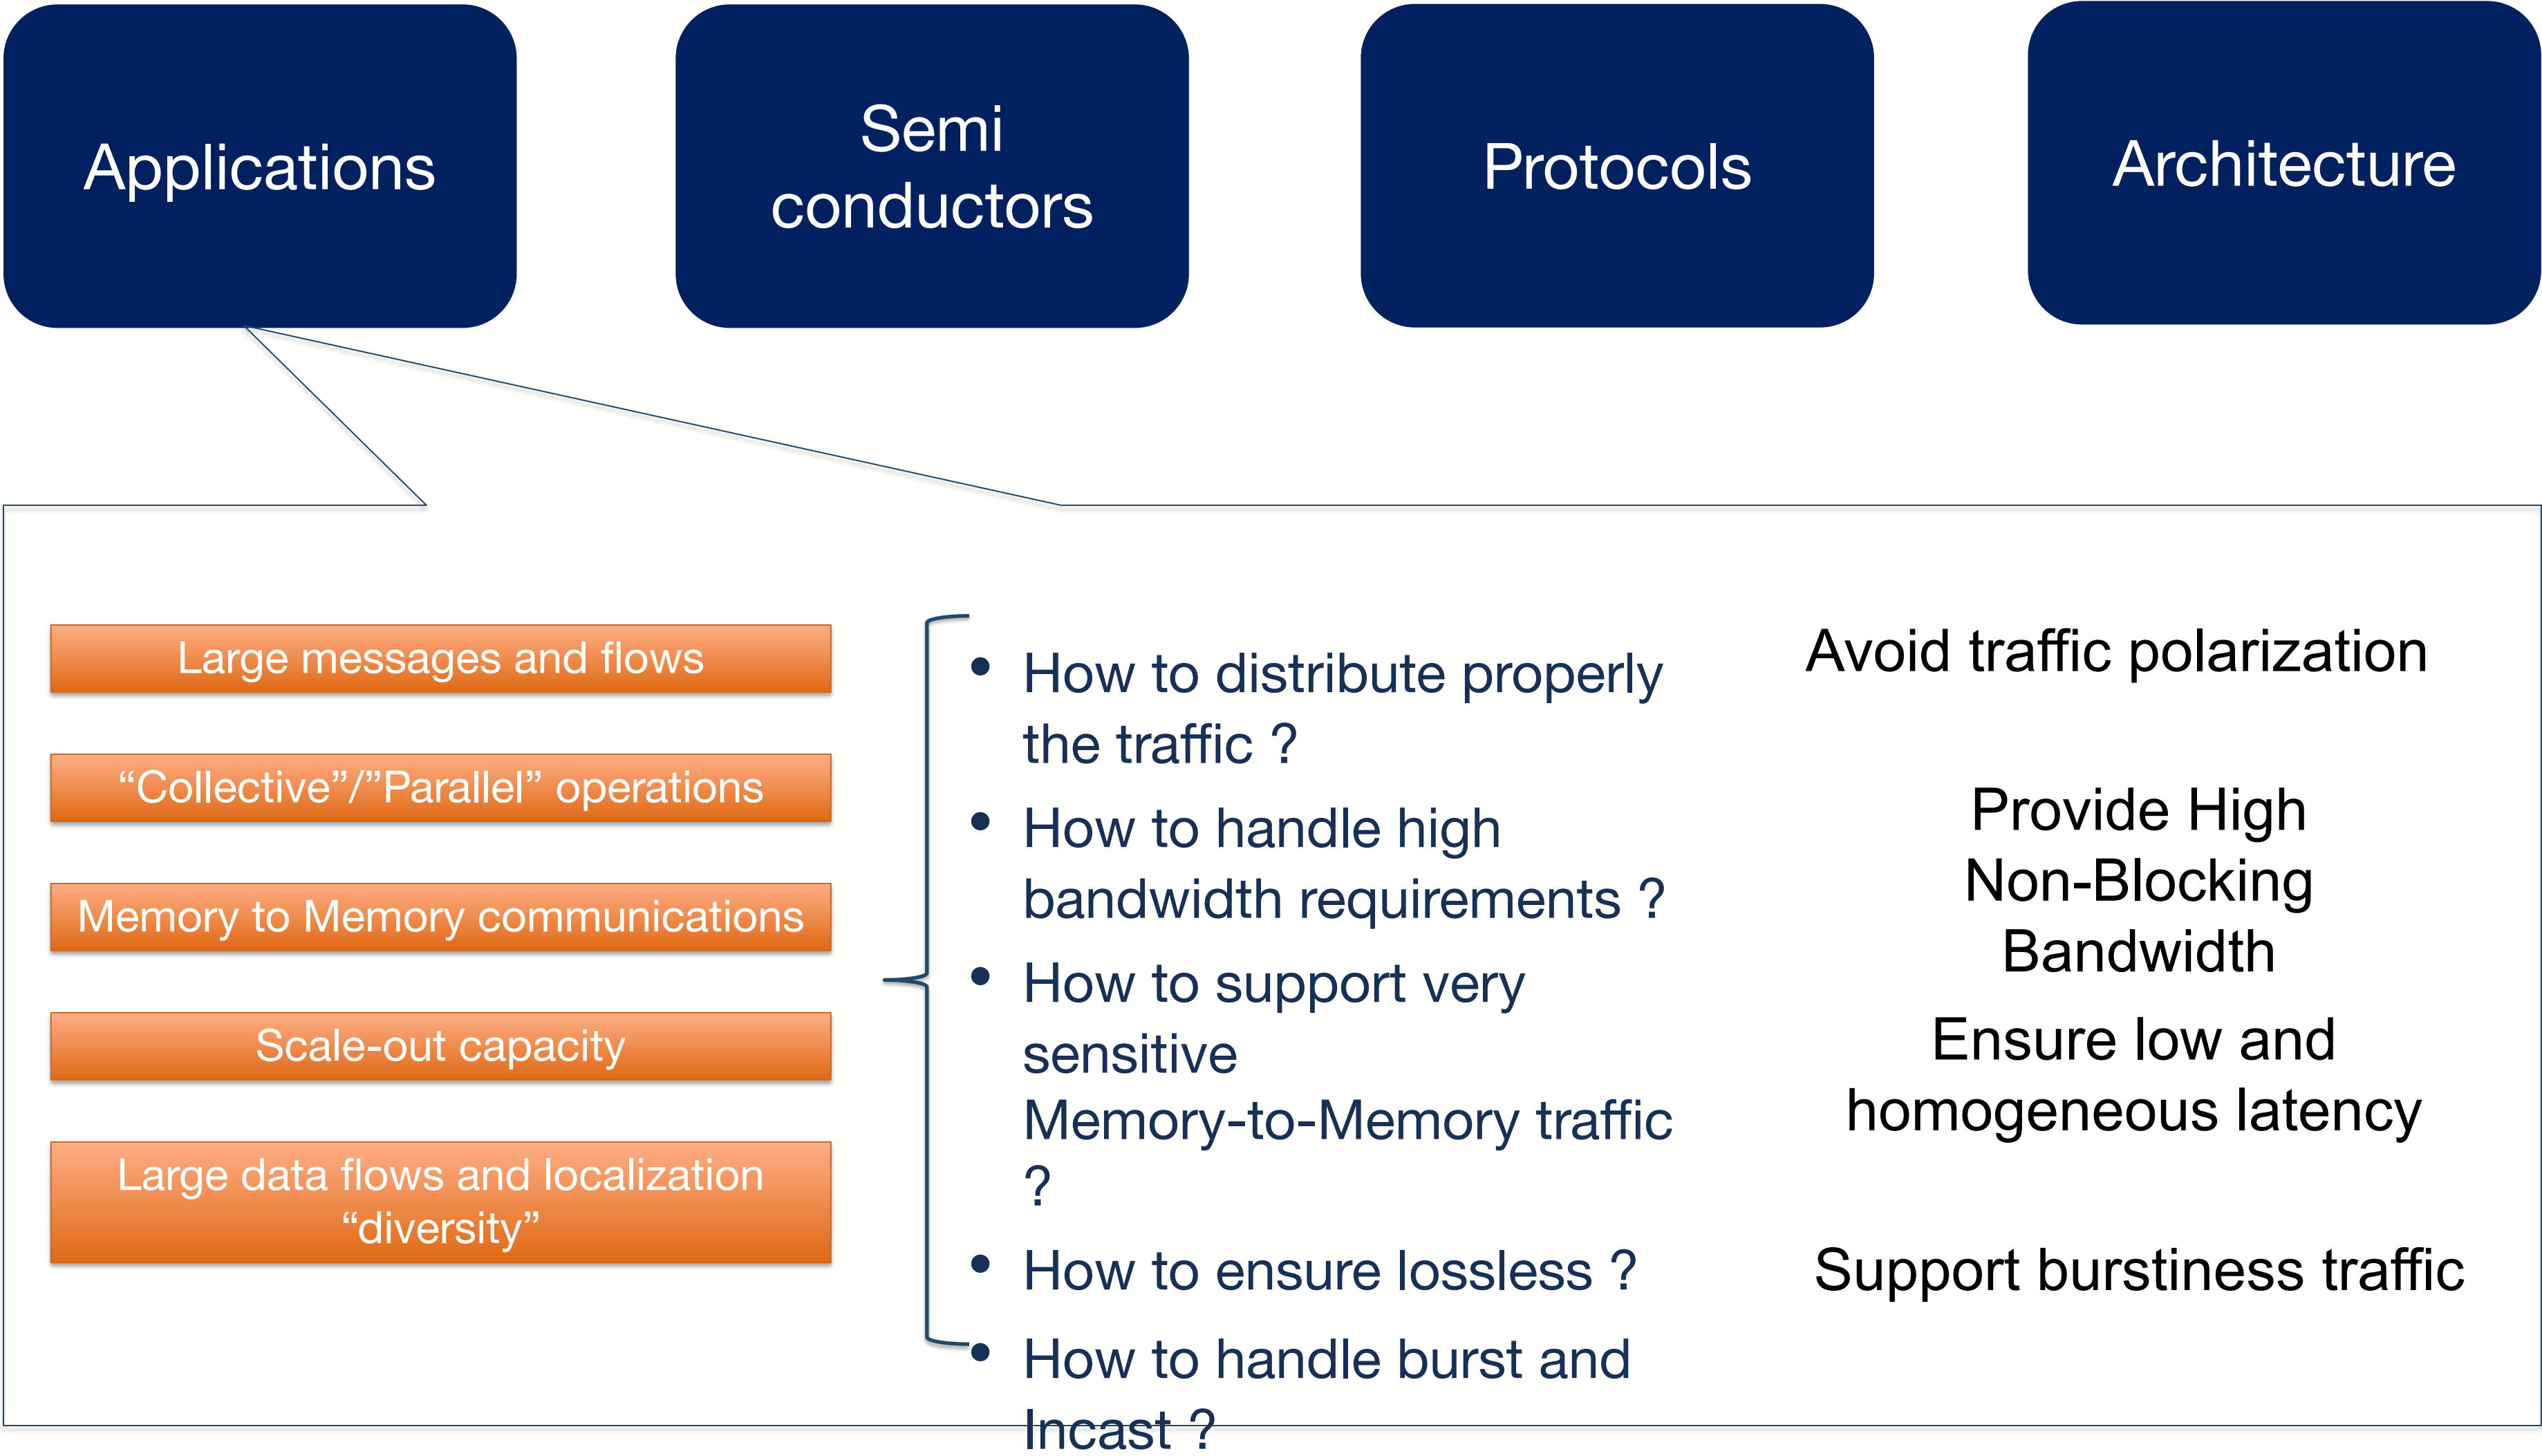 Applications
Semi
conductors
Protocols
Architecture
Large messages and flows
“Collective”/”Parallel” operations
Memory to Memory communications
Scale-out capacity
Large data flows and localization
“diversity”
• How to distribute properly
the traffic ?
• How to handle high
bandwidth requirements ?
• How to support very
sensitive
Memory-to-Memory traffic
?
• How to ensure lossless ?
• How to handle burst and
Incast ?
Avoid traffic polarization
Provide High
Non-Blocking
Bandwidth
Ensure low and
homogeneous latency
Support burstiness traffic